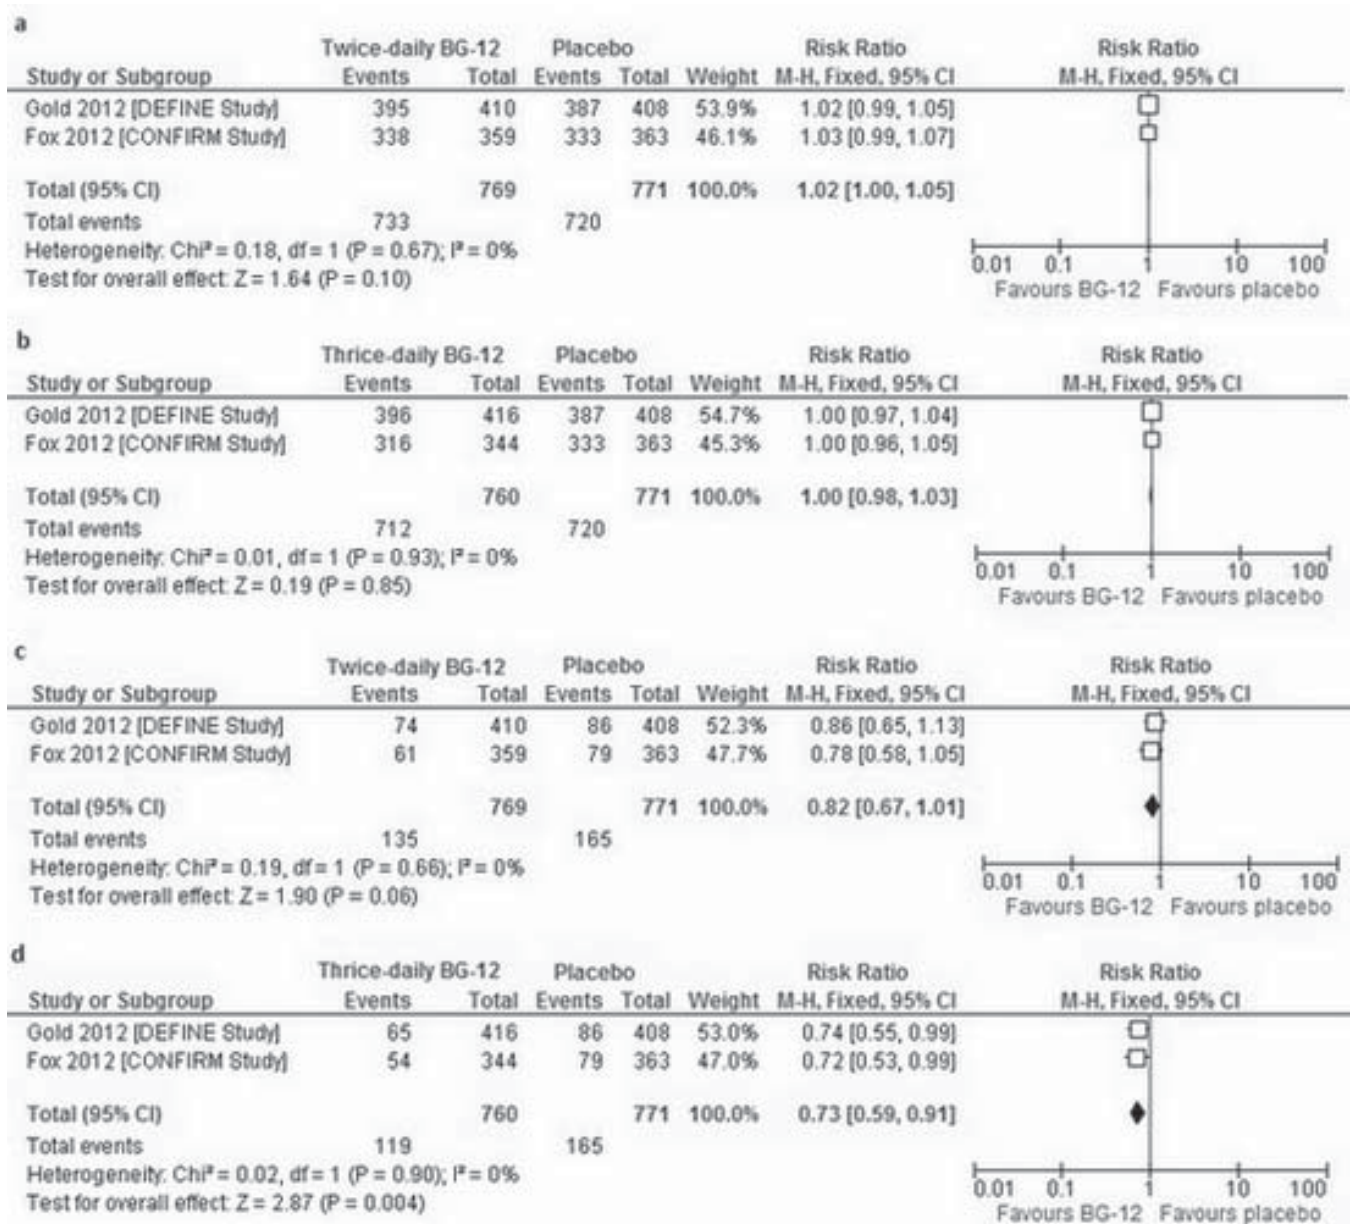 a
Twice-daily BG-12 Placebo Risk Ratio Risk Ratio
Study or Subgroup Events Total Events Total Weight M-H, Fixed, 95% CI M-H, Fixed, 95% CI
Gold 2012 [DEFINE Study] 395 410 387 408 53.9% 1.02 [0.99, 1.05]
Fox 2012 [CONFIRM Study] 338 359 333 363 46.1% 1.03 [0.99, 1.07]
Total (95% CI) 769 771 100.0% 1.02 [1.00, 1.05]
Total events 733 720
Heterogeneity: Chi² = 0.18, df = 1 (P = 0.67); I² = 0%
Test for overall effect: Z = 1.64 (P = 0.10)
0.01 0.1 1 10 100
Favours BG-12 Favours placebo
b
Thrice-daily BG-12 Placebo Risk Ratio Risk Ratio
Study or Subgroup Events Total Events Total Weight M-H, Fixed, 95% CI M-H, Fixed, 95% CI
Gold 2012 [DEFINE Study] 396 416 387 408 54.7% 1.00 [0.97, 1.04]
Fox 2012 [CONFIRM Study] 316 344 333 363 45.3% 1.00 [0.96, 1.05]
Total (95% CI) 760 771 100.0% 1.00 [0.98, 1.03]
Total events 712 720
Heterogeneity: Chi² = 0.01, df = 1 (P = 0.93); I² = 0%
Test for overall effect: Z = 0.19 (P = 0.85)
0.01 0.1 1 10 100
Favours BG-12 Favours placebo
c
Twice-daily BG-12 Placebo Risk Ratio Risk Ratio
Study or Subgroup Events Total Events Total Weight M-H, Fixed, 95% CI M-H, Fixed, 95% CI
Gold 2012 [DEFINE Study] 74 410 86 408 52.3% 0.86 [0.65, 1.13]
Fox 2012 [CONFIRM Study] 61 359 79 363 47.7% 0.78 [0.58, 1.05]
Total (95% CI) 769 771 100.0% 0.82 [0.67, 1.01]
Total events 135 165
Heterogeneity: Chi² = 0.19, df = 1 (P = 0.66); I² = 0%
Test for overall effect: Z = 1.90 (P = 0.06)
0.01 0.1 1 10 100
Favours BG-12 Favours placebo
d
Thrice-daily BG-12 Placebo Risk Ratio Risk Ratio
Study or Subgroup Events Total Events Total Weight M-H, Fixed, 95% CI M-H, Fixed, 95% CI
Gold 2012 [DEFINE Study] 65 416 86 408 53.0% 0.74 [0.55, 0.99]
Fox 2012 [CONFIRM Study] 54 344 79 363 47.0% 0.72 [0.53, 0.99]
Total (95% CI) 760 771 100.0% 0.73 [0.59, 0.91]
Total events 119 165
Heterogeneity: Chi² = 0.02, df = 1 (P = 0.90); I² = 0%
Test for overall effect: Z = 2.87 (P = 0.004)
0.01 0.1 1 10 100
Favours BG-12 Favours placebo